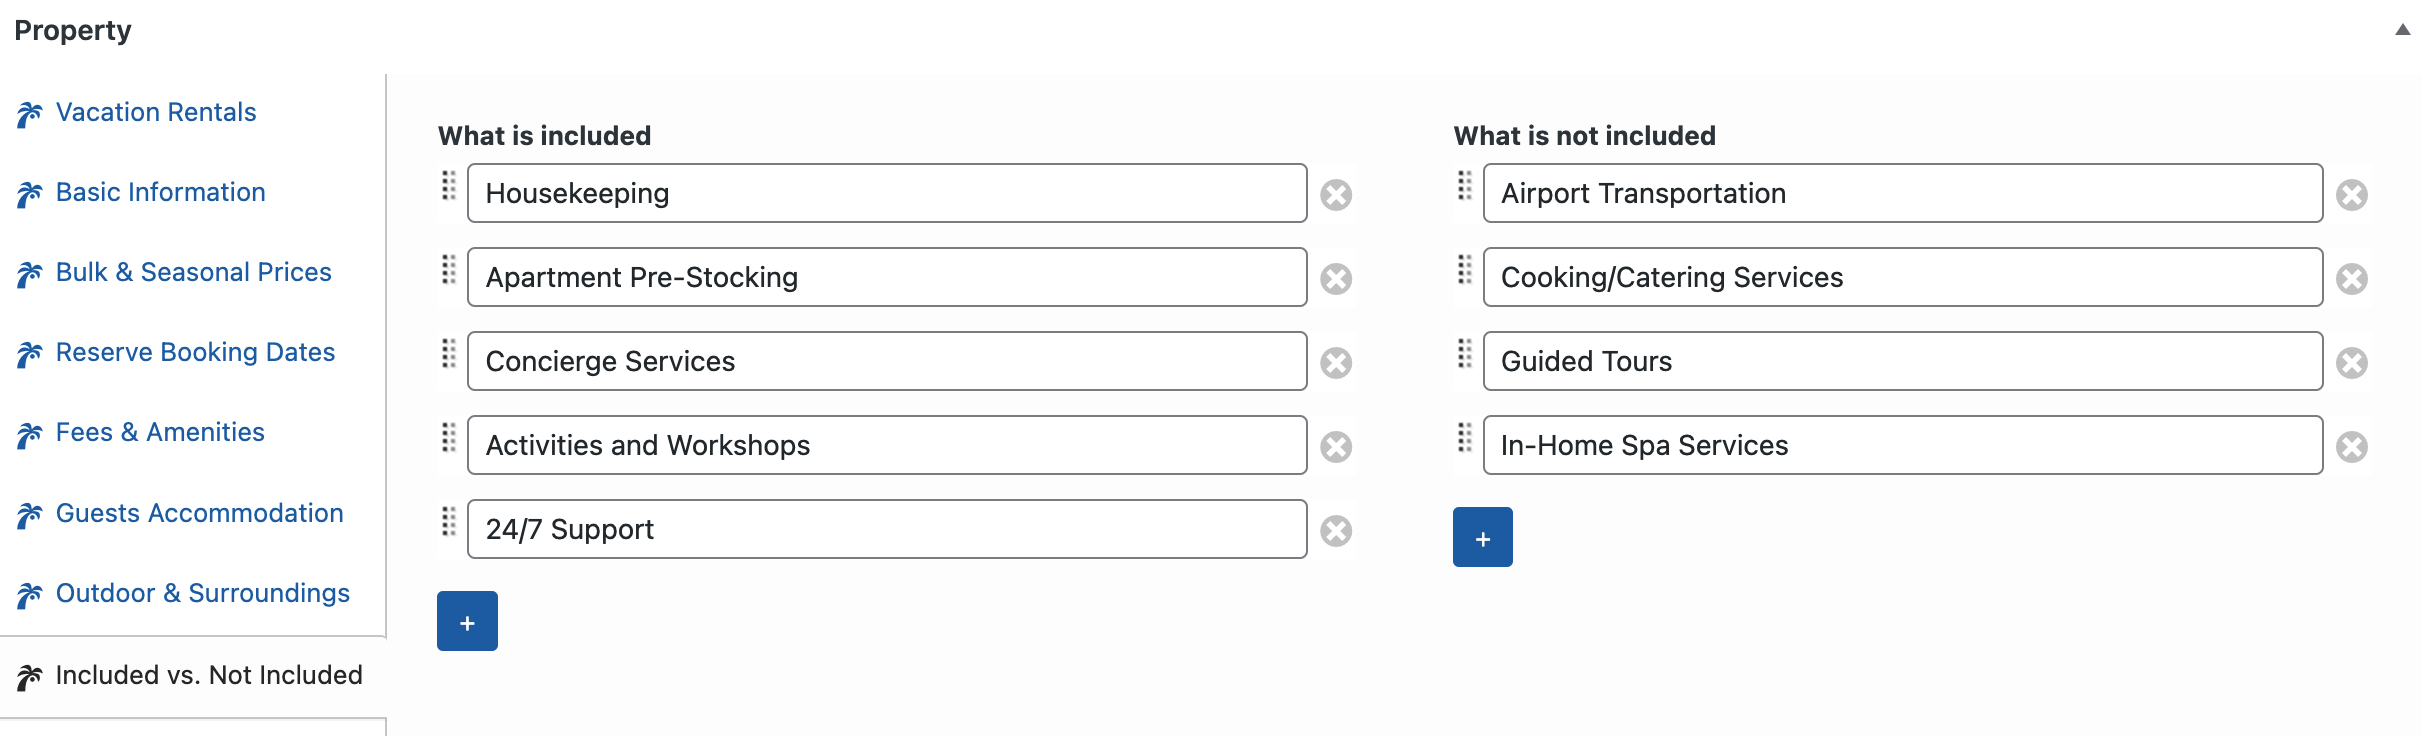 Property
Vacation Rentals
Basic Information
Bulk & Seasonal Prices
Reserve Booking Dates
Fees & Amenities
Guests Accommodation
Outdoor & Surroundings
Included vs. Not Included
What is included
Housekeeping
Apartment Pre-Stocking
Concierge Services
Activities and Workshops
24/7 Support
+
What is not included
Airport Transportation
Cooking/Catering Services
Guided Tours
In-Home Spa Services
+